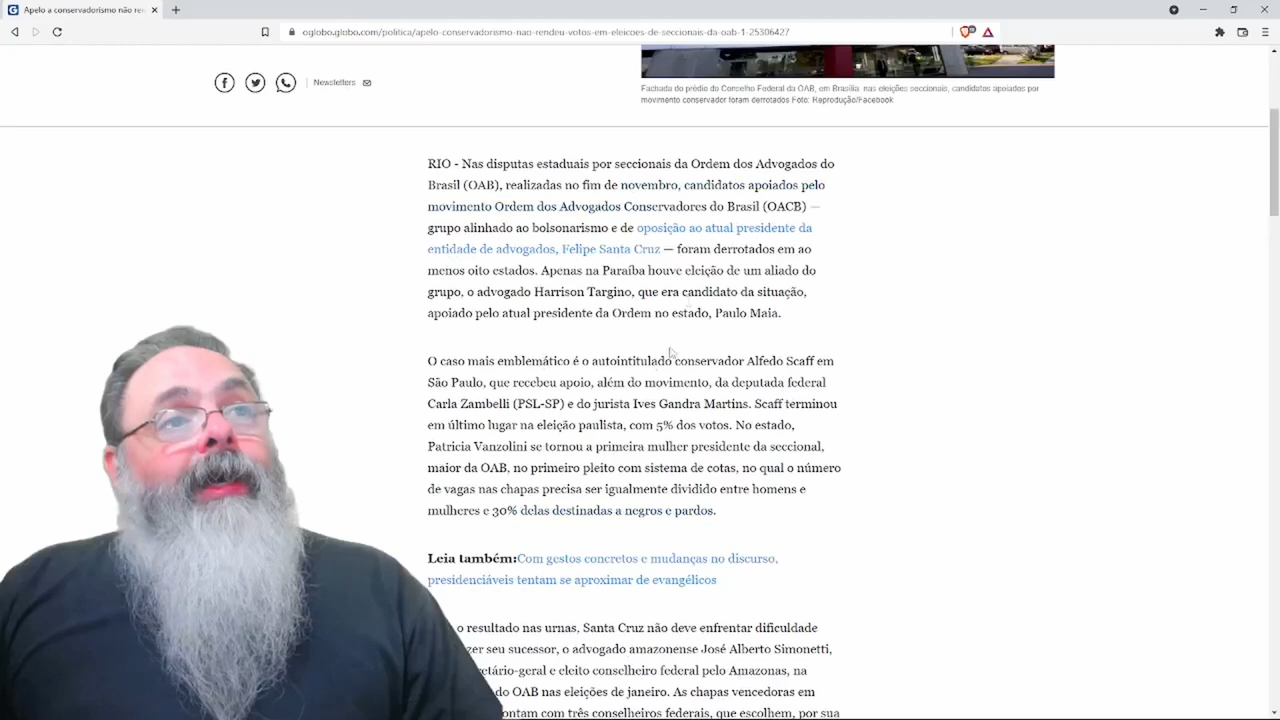 Apelo a conservadorismo não ren
oglobo.globo.com/politica/apelo-conservadorismo-nao-rendeu-votos-em-eleicoes-de-seccionais-da-oab-1-25306427
Newsletters
Fachada do prédio do Conselho Federal da OAB, em Brasília: nas eleições seccionais, candidatos apoiados por
movimento conservador foram derrotados Foto: Reprodução/Facebook
RIO - Nas disputas estaduais por seccionais da Ordem dos Advogados do
Brasil (OAB), realizadas no fim de novembro, candidatos apoiados pelo
movimento Ordem dos Advogados Conservadores do Brasil (OACB) —
grupo alinhado ao bolsonarismo e de oposição ao atual presidente da
entidade de advogados, Felipe Santa Cruz — foram derrotados em ao
menos oito estados. Apenas na Paraíba houve eleição de um aliado do
grupo, o advogado Harrison Targino, que era candidato da situação,
apoiado pelo atual presidente da Ordem no estado, Paulo Maia.
O caso mais emblemático é o autointitulado conservador Alfedo Scaff em
São Paulo, que recebeu apoio, além do movimento, da deputada federal
Carla Zambelli (PSL-SP) e do jurista Ives Gandra Martins. Scaff terminou
em último lugar na eleição paulista, com 5% dos votos. No estado,
Patricia Vanzolini se tornou a primeira mulher presidente da seccional,
maior da OAB, no primeiro pleito com sistema de cotas, no qual o número
de vagas nas chapas precisa ser igualmente dividido entre homens e
mulheres e 30% delas destinadas a negros e pardos.
Leia também:Com gestos concretos e mudanças no discurso,
presidenciáveis tentam se aproximar de evangélicos
o resultado nas urnas, Santa Cruz não deve enfrentar dificuldade
zer seu sucessor, o advogado amazonense José Alberto Simonetti,
etário-geral e eleito conselheiro federal pelo Amazonas, na
do OAB nas eleições de janeiro. As chapas vencedoras em
ontam com três conselheiros federais, que escolhem, por sua